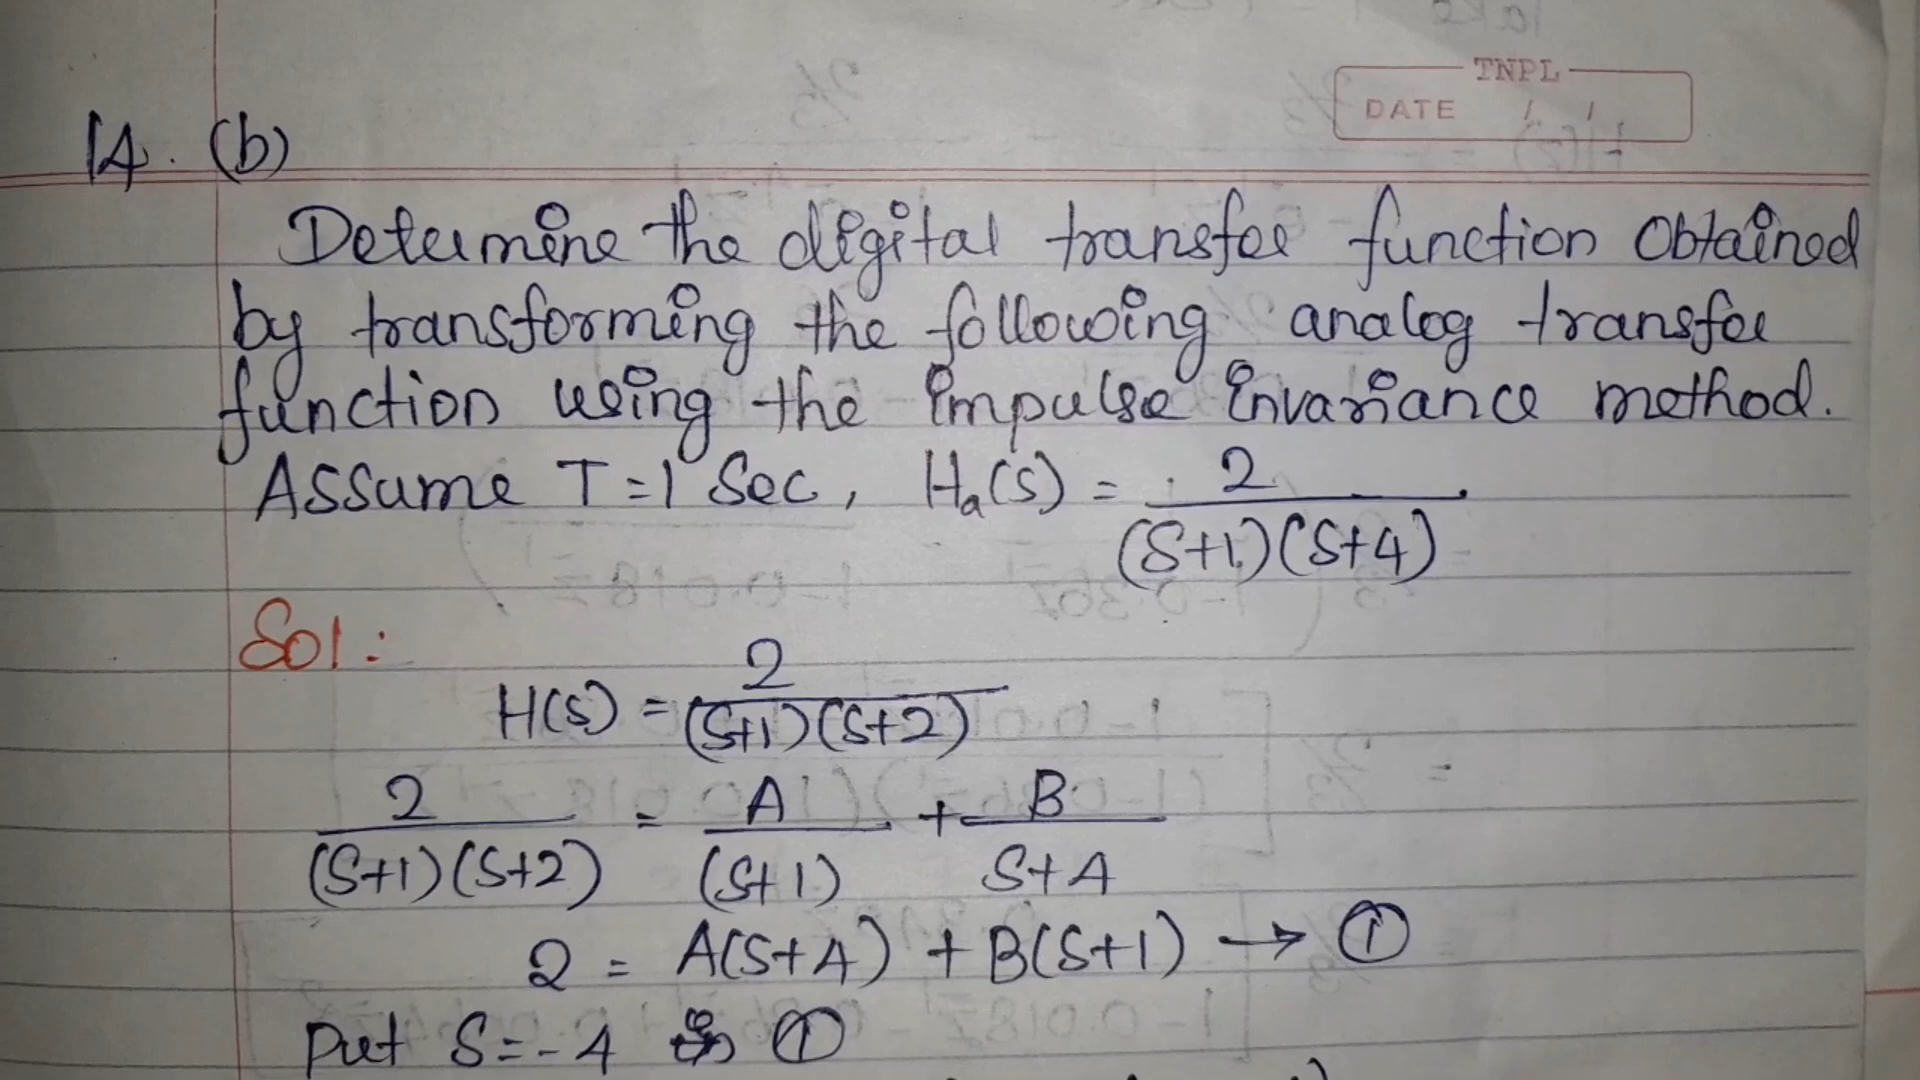 TNPL
DATE / /
14. (b)
Determine the digital transfer function obtained
by transforming the following analog transfer
function using the impulse invariance method.
Assume T=1 Sec, Ha(S) = 2 / (S+1)(S+4)
Sol:
H(S) = 2 / (S+1)(S+2)
2 / (S+1)(S+2) = A / (S+1) + B / S+4
2 = A(S+4) + B(S+1) → ①
Put S=-4 in ①